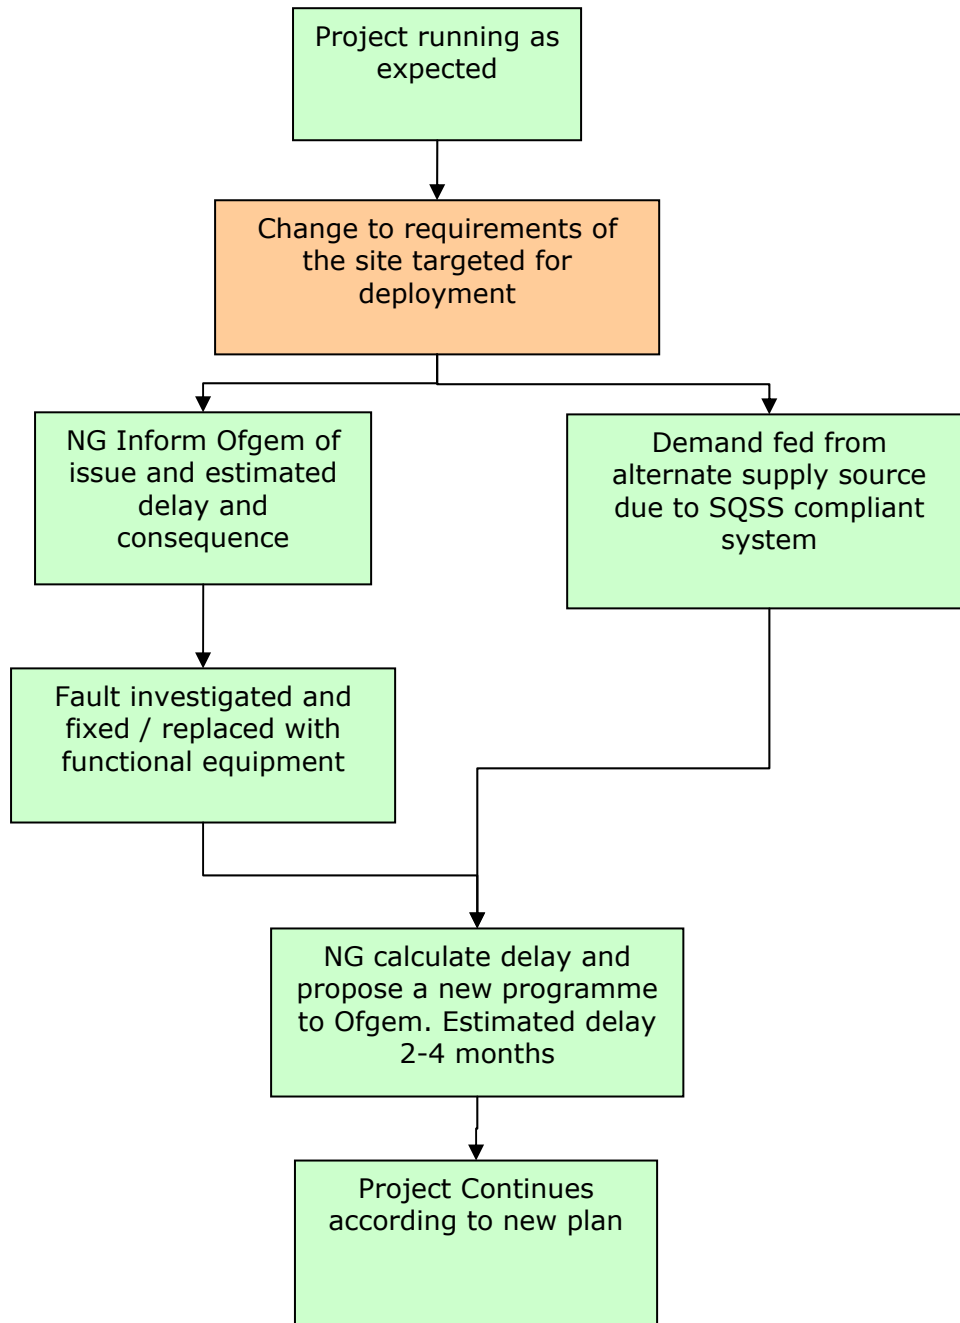 Project running as
expected
Change to requirements of
the site targeted for
deployment
NG Inform Ofgem of
issue and estimated
delay and
consequence
Demand fed from
alternate supply source
due to SQSS compliant
system
Fault investigated and
fixed / replaced with
functional equipment
NG calculate delay and
propose a new programme
to Ofgem. Estimated delay
2-4 months
Project Continues
according to new plan